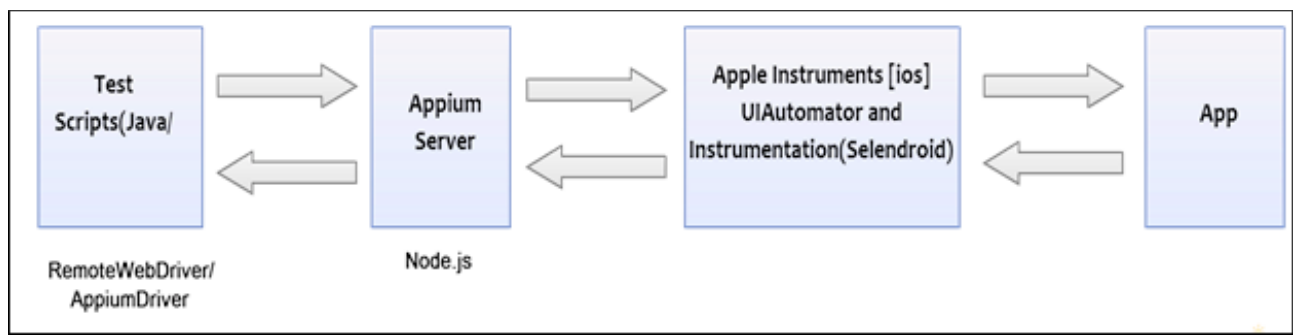 Test
Scripts(Java/
Appium
Server
Apple Instruments [ios]
UIAutomator and
Instrumentation(Selendroid)
App
RemoteWebDriver/
AppiumDriver
Node.js